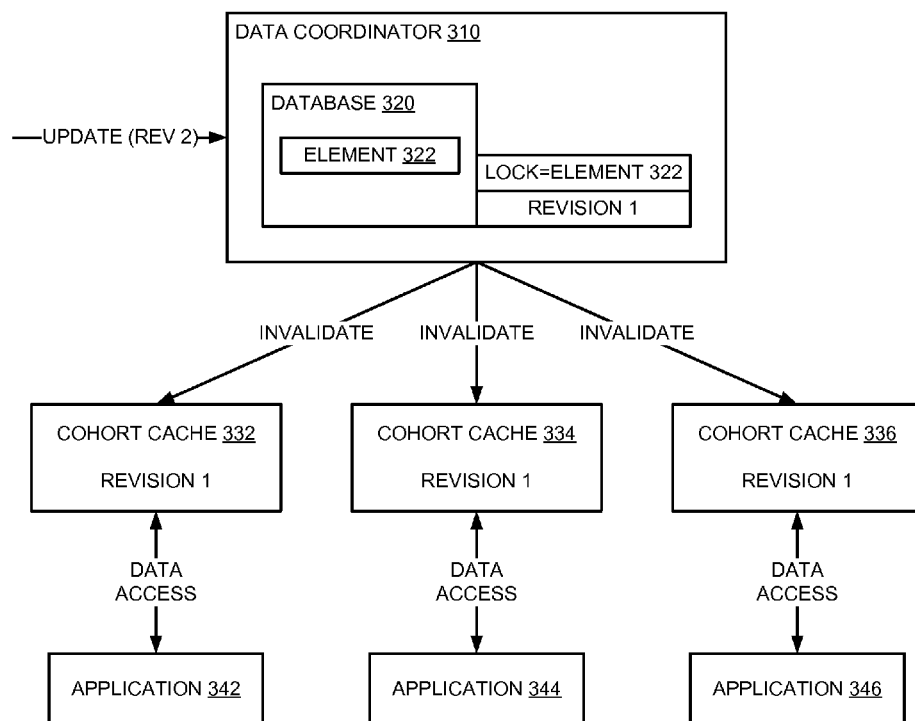 DATA COORDINATOR 310
DATABASE 320
UPDATE (REV 2)
ELEMENT 322
LOCK=ELEMENT 322
REVISION 1
INVALIDATE
INVALIDATE
INVALIDATE
COHORT CACHE 332
REVISION 1
COHORT CACHE 334
REVISION 1
COHORT CACHE 336
REVISION 1
DATA
ACCESS
DATA
ACCESS
DATA
ACCESS
APPLICATION 342
APPLICATION 344
APPLICATION 346